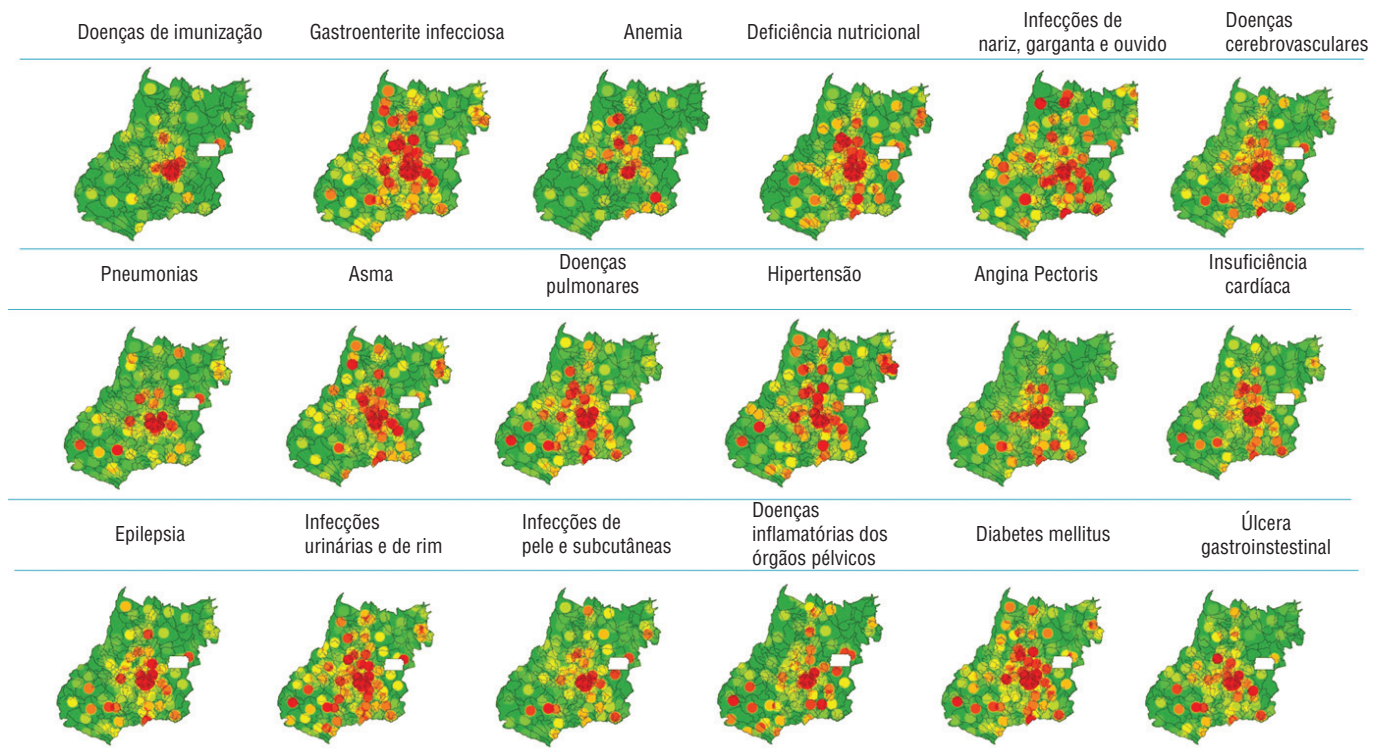 Doenças de imunização
Gastroenterite infecciosa
Anemia
Deficiência nutricional
Infecções de
nariz, garganta e ouvido
Doenças
cerebrovasculares
Pneumonias
Asma
Doenças
pulmonares
Hipertensão
Angina Pectoris
Insuficiência
cardíaca
Epilepsia
Infecções
urinárias e de rim
Infecções de
pele e subcutâneas
Doenças
inflamatórias dos
órgãos pélvicos
Diabetes mellitus
Úlcera
gastroinstestinal